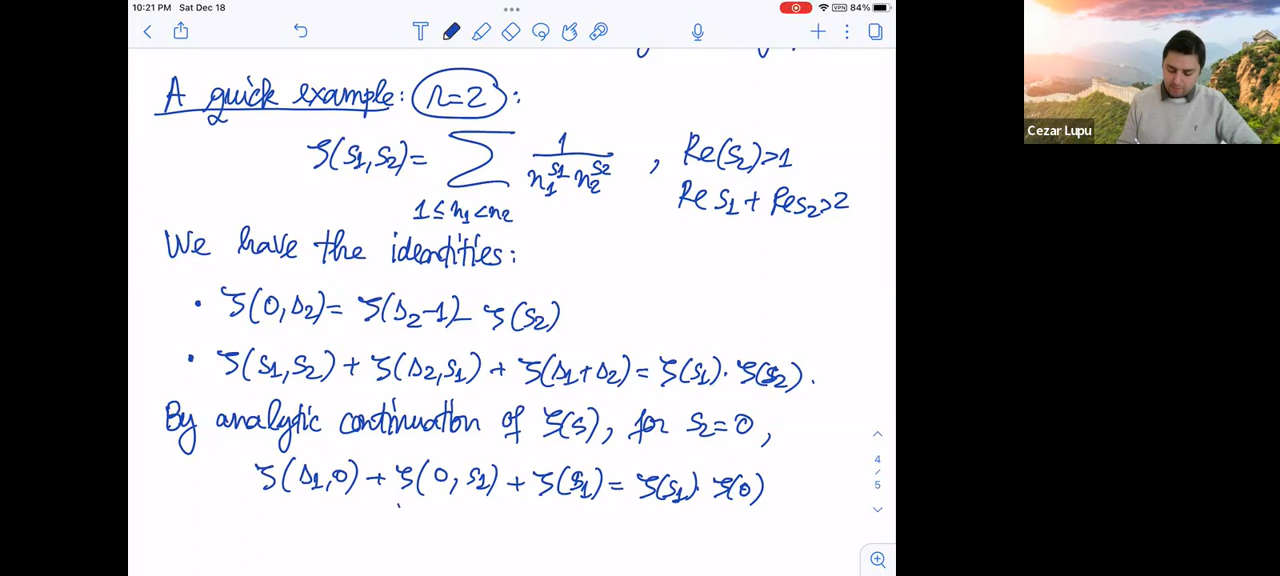 10:21 PM Sat Dec 18
VPN 84%
A quick example: r=2 :
ζ(s₁,s₂)= ∑ 1/(n₁^s₁ n₂^s₂) , Re(s₂)>1
1≤n₁<n₂ Re s₁ + Re s₂>2
We have the identities:
• ζ(0,s₂)= ζ(s₂-1)- ζ(s₂)
• ζ(s₁,s₂) + ζ(s₂,s₁) + ζ(s₁+s₂) = ζ(s₁)·ζ(s₂).
By analytic continuation of ζ(s), for s₂=0,
ζ(s₁,0) + ζ(0,s₁) + ζ(s₁) = ζ(s₁)·ζ(0)
4
/
5
Cezar Lupu